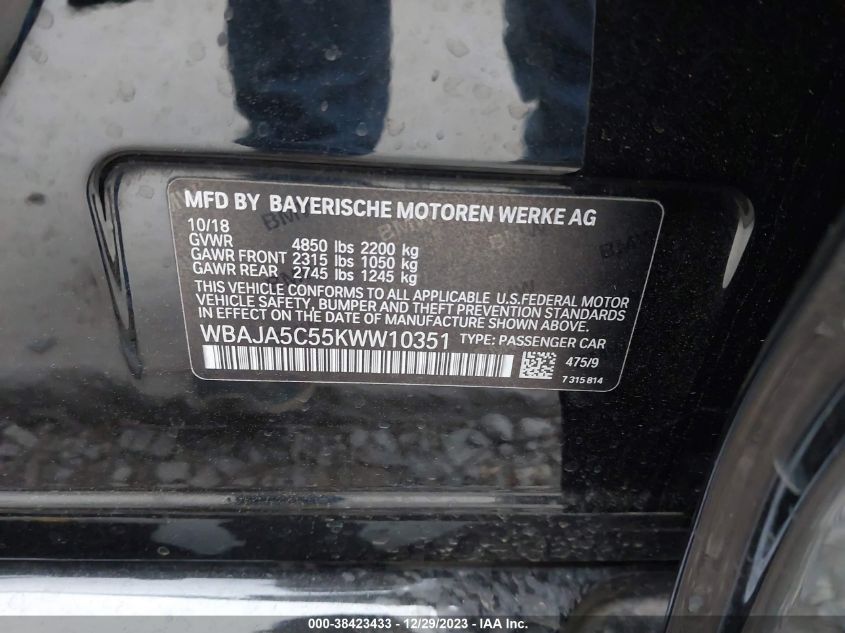 MFD BY BAYERISCHE MOTOREN WERKE AG
10/18
GVWR 4850 lbs 2200 kg
GAWR FRONT 2315 lbs 1050 kg
GAWR REAR 2745 lbs 1245 kg
THIS VEHICLE CONFORMS TO ALL APPLICABLE U.S.FEDERAL MOTOR
VEHICLE SAFETY, BUMPER AND THEFT PREVENTION STANDARDS
IN EFFECT ON THE DATE OF MANUFACTURE SHOWN ABOVE.
WBAJA5C55KWW10351 TYPE: PASSENGER CAR
475/9
7 315 814
000-38423433 - 12/29/2023 - IAA Inc.